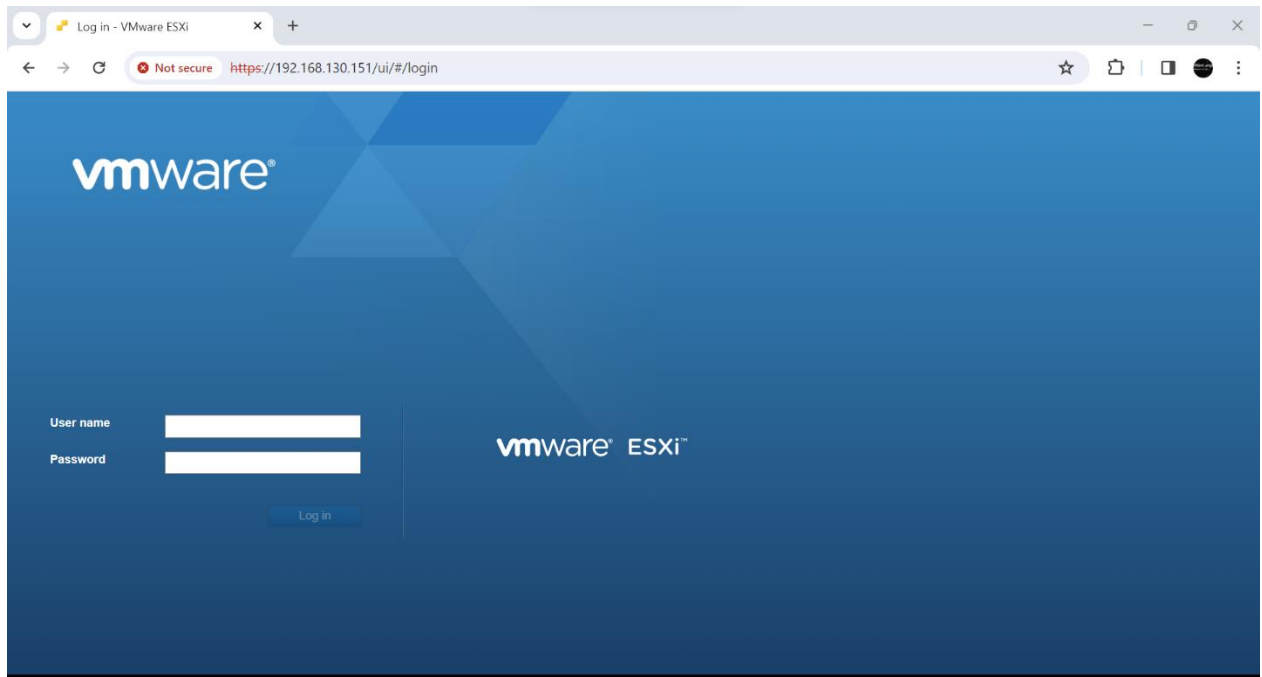 Log in - VMware ESXi
Not secure https://192.168.130.151/ui/#/login
vmware®
User name
Password
vmware® ESXi™
Log in